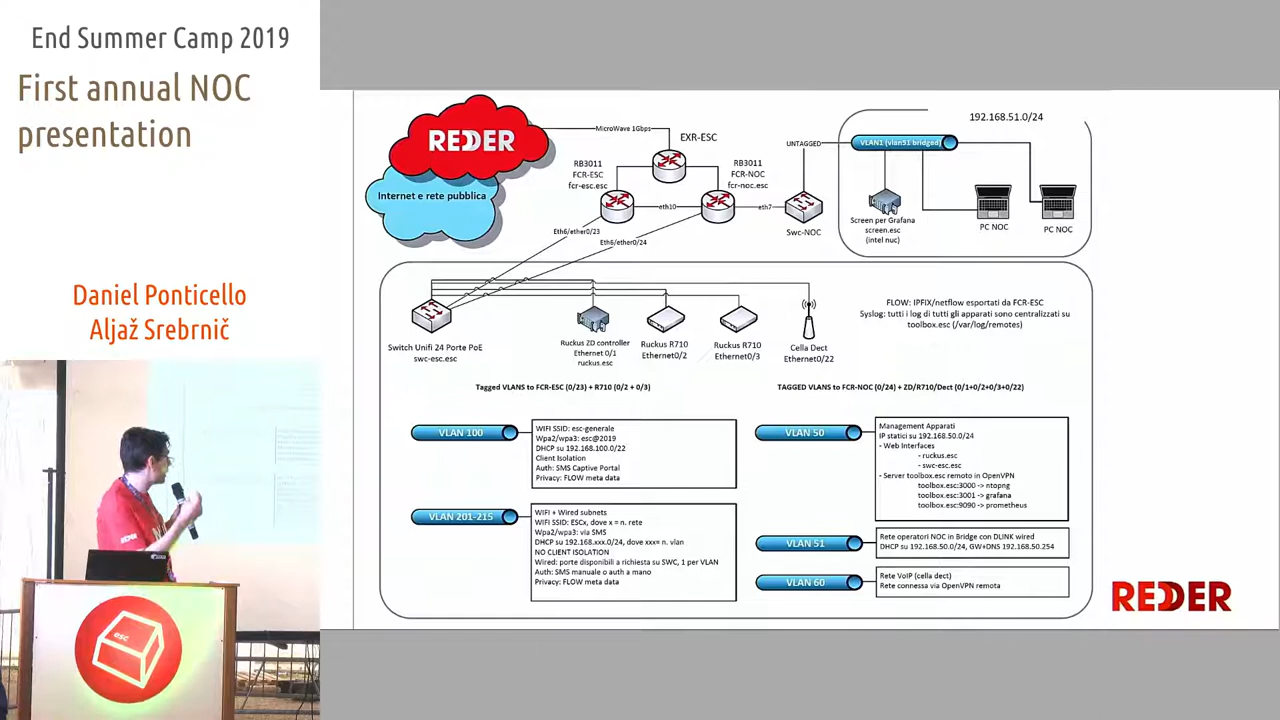 End Summer Camp 2019
First annual NOC
presentation
Daniel Ponticello
Aljaž Srebrnič
esc
REDDER
Internet e rete pubblica
MicroWave 1Gbps
EXR-ESC
RB3011
FCR-ESC
fcr-esc.esc
RB3011
FCR-NOC
fcr-noc.esc
eth10
eth7
Eth6/ether0/23
Eth6/ether0/24
UNTAGGED
Swc-NOC
192.168.51.0/24
VLAN1 (vlan51 bridged)
Screen per Grafana
screen.esc
(intel nuc)
PC NOC
PC NOC
Switch Unifi 24 Porte PoE
swc-esc.esc
Ruckus ZD controller
Ethernet 0/1
ruckus.esc
Ruckus R710
Ethernet0/2
Ruckus R710
Ethernet0/3
Cella Dect
Ethernet0/22
FLOW: IPFIX/netflow esportati da FCR-ESC
Syslog: tutti i log di tutti gli apparati sono centralizzati su
toolbox.esc (/var/log/remotes)
Tagged VLANS to FCR-ESC (0/23) + R710 (0/2 + 0/3)
TAGGED VLANS to FCR-NOC (0/24) + ZD/R710/Dect (0/1+0/2+0/3+0/22)
VLAN 100
WIFI SSID: esc-generale
Wpa2/wpa3: esc@2019
DHCP su 192.168.100.0/22
Client Isolation
Auth: SMS Captive Portal
Privacy: FLOW meta data
VLAN 201-215
WIFI + Wired subnets
WIFI SSID: ESCx, dove x = n. rete
Wpa2/wpa3: via SMS
DHCP su 192.168.xxx.0/24, dove xxx= n. vlan
NO CLIENT ISOLATION
Wired: porte disponibili a richiesta su SWC, 1 per VLAN
Auth: SMS manuale o auth a mano
Privacy: FLOW meta data
VLAN 50
Management Apparati
IP statici su 192.168.50.0/24
- Web Interfaces
- ruckus.esc
- swc-esc.esc
- Server toolbox.esc remoto in OpenVPN
toolbox.esc:3000 -> ntopng
toolbox.esc:3001 -> grafana
toolbox.esc:9090 -> prometheus
VLAN 51
Rete operatori NOC in Bridge con DLINK wired
DHCP su 192.168.50.0/24, GW+DNS 192.168.50.254
VLAN 60
Rete VoIP (cella dect)
Rete connessa via OpenVPN remota
REDDER